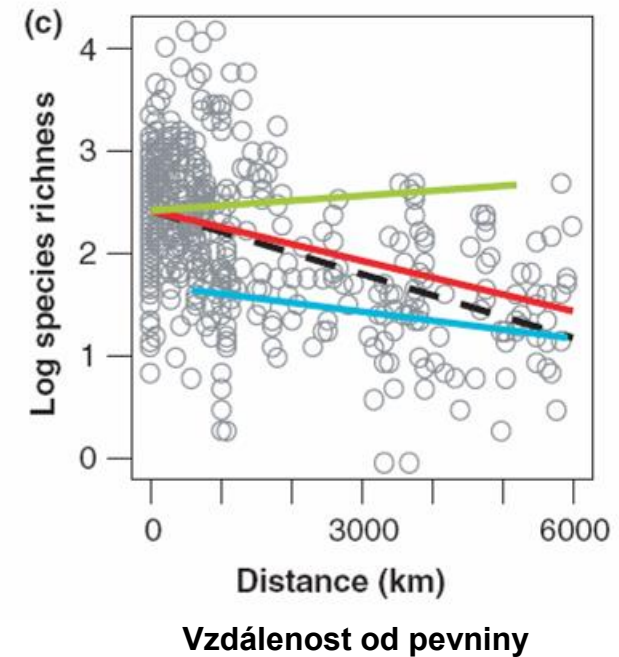 (c)
Log species richness
4
3
2
1
0
0 3000 6000
Distance (km)
Vzdálenost od pevniny